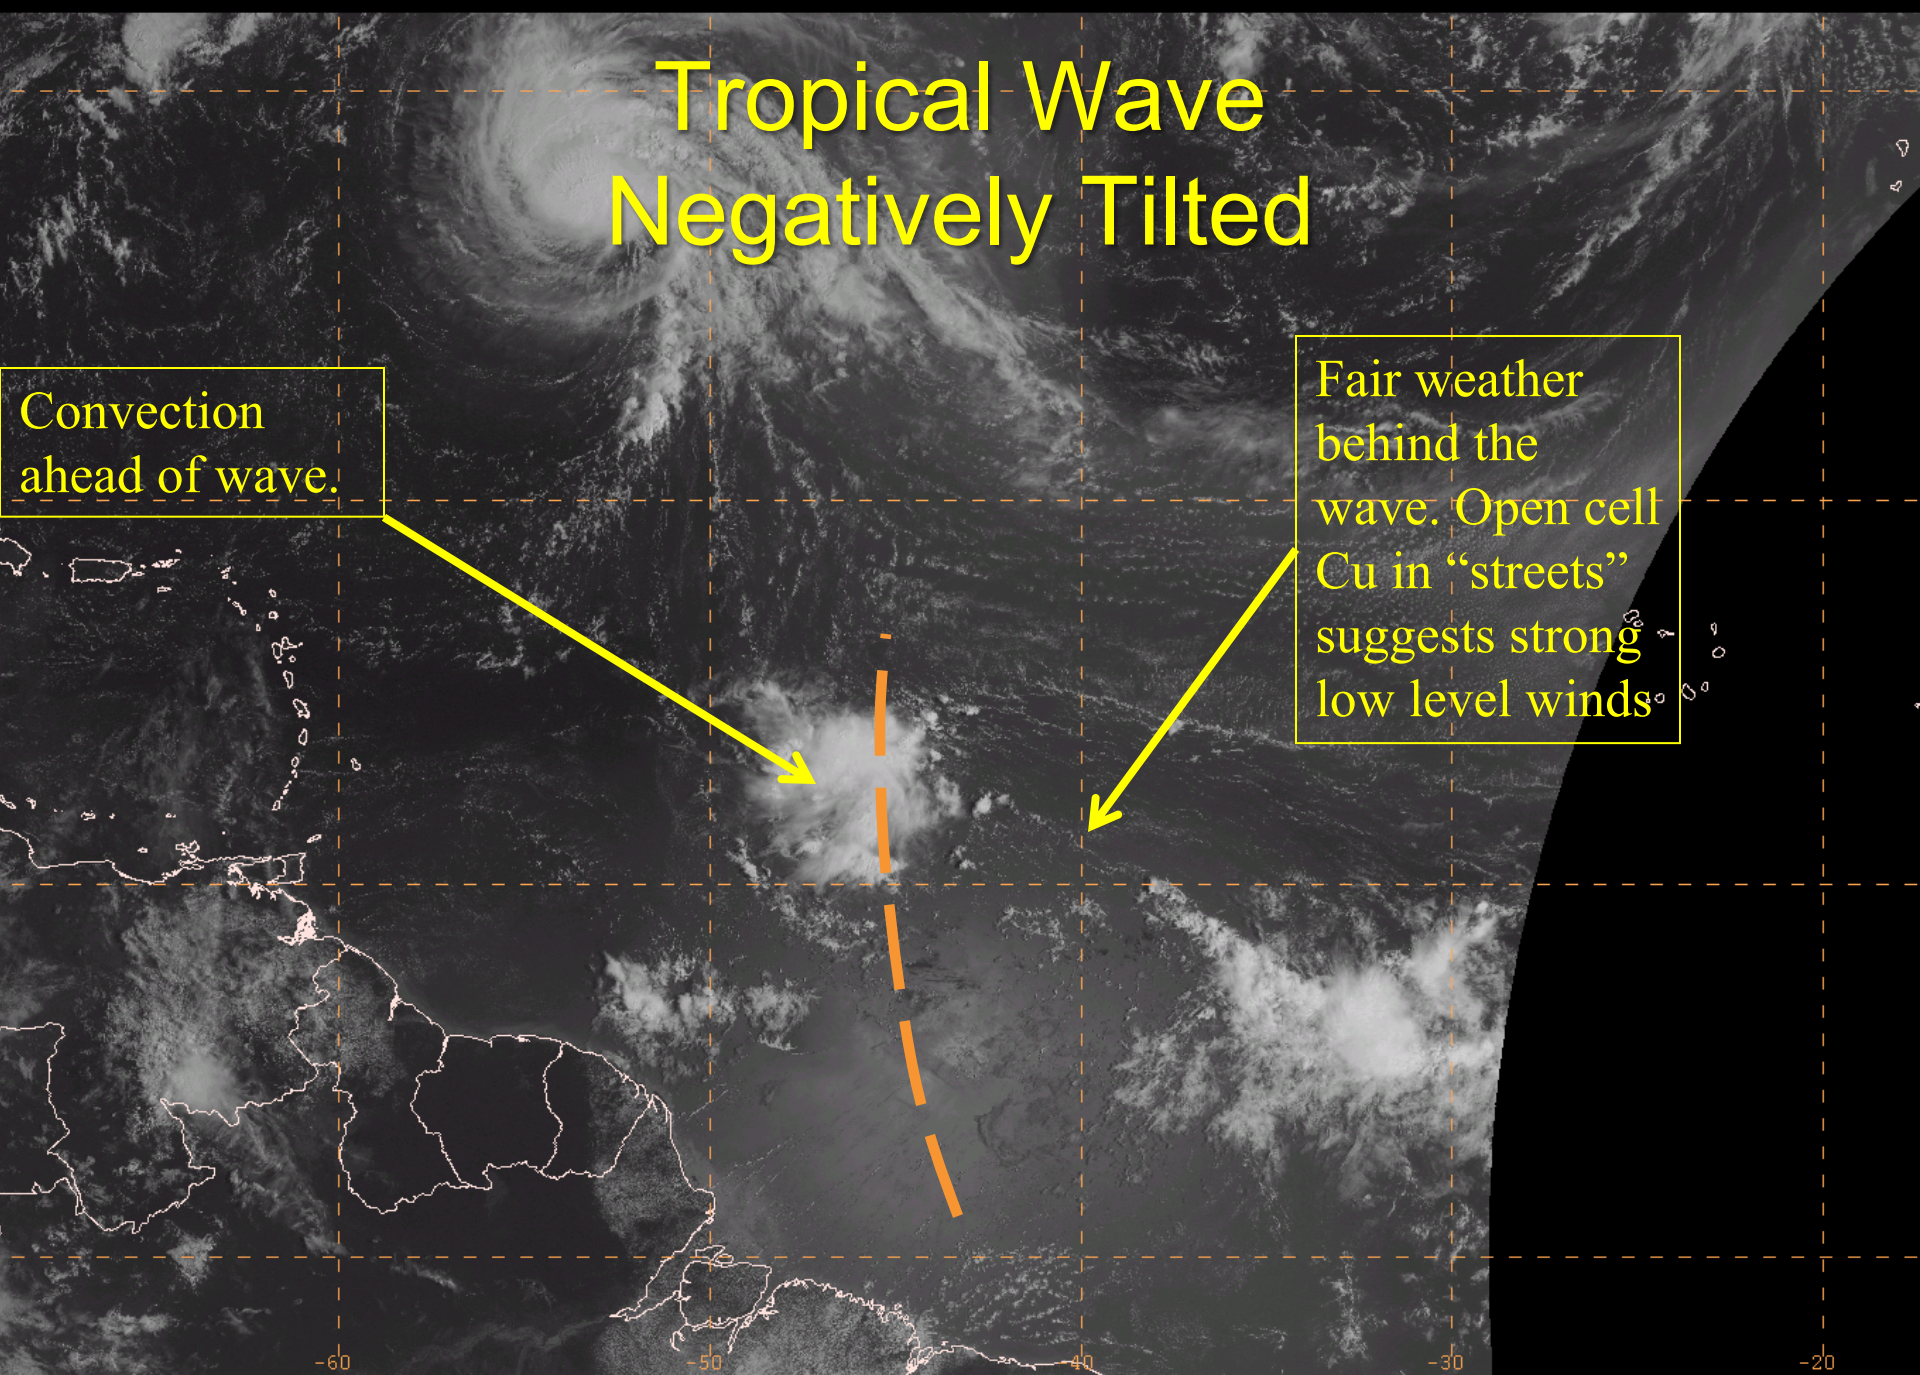 Tropical Wave
Negatively Tilted
Convection
ahead of wave.
Fair weather
behind the
wave. Open cell
Cu in “streets”
suggests strong
low level winds
-60
-50
-40
-30
-20